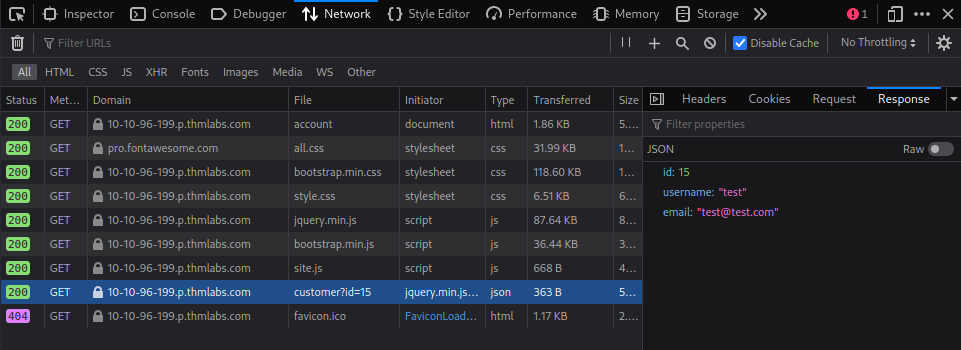 Inspector Console Debugger Network Style Editor Performance Memory Storage 1
Filter URLs Disable Cache No Throttling
All HTML CSS JS XHR Fonts Images Media WS Other
Status Met... Domain File Initiator Type Transferred Size Headers Cookies Request Response
200 GET 10-10-96-199.p.thmlabs.com account document html 1.86 KB 5.... Filter properties
200 GET pro.fontawesome.com all.css stylesheet css 31.99 KB 1... JSON Raw
200 GET 10-10-96-199.p.thmlabs.com bootstrap.min.css stylesheet css 118.60 KB 1... id: 15
200 GET 10-10-96-199.p.thmlabs.com style.css stylesheet css 6.51 KB 6... username: "test"
200 GET 10-10-96-199.p.thmlabs.com jquery.min.js script js 87.64 KB 8... email: "test@test.com"
200 GET 10-10-96-199.p.thmlabs.com bootstrap.min.js script js 36.44 KB 3...
200 GET 10-10-96-199.p.thmlabs.com site.js script js 668 B 4...
200 GET 10-10-96-199.p.thmlabs.com customer?id=15 jquery.min.js... json 363 B 5...
404 GET 10-10-96-199.p.thmlabs.com favicon.ico FaviconLoad... html 1.17 KB 2...